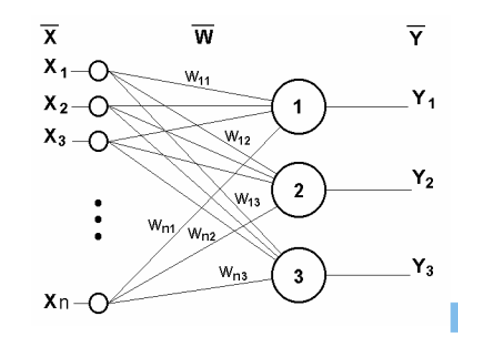 X W Y
X1 W11 1 Y1
X2
X3 W12
2 Y2
W13
Wn1 Wn2
Wn3 3 Y3
Xn